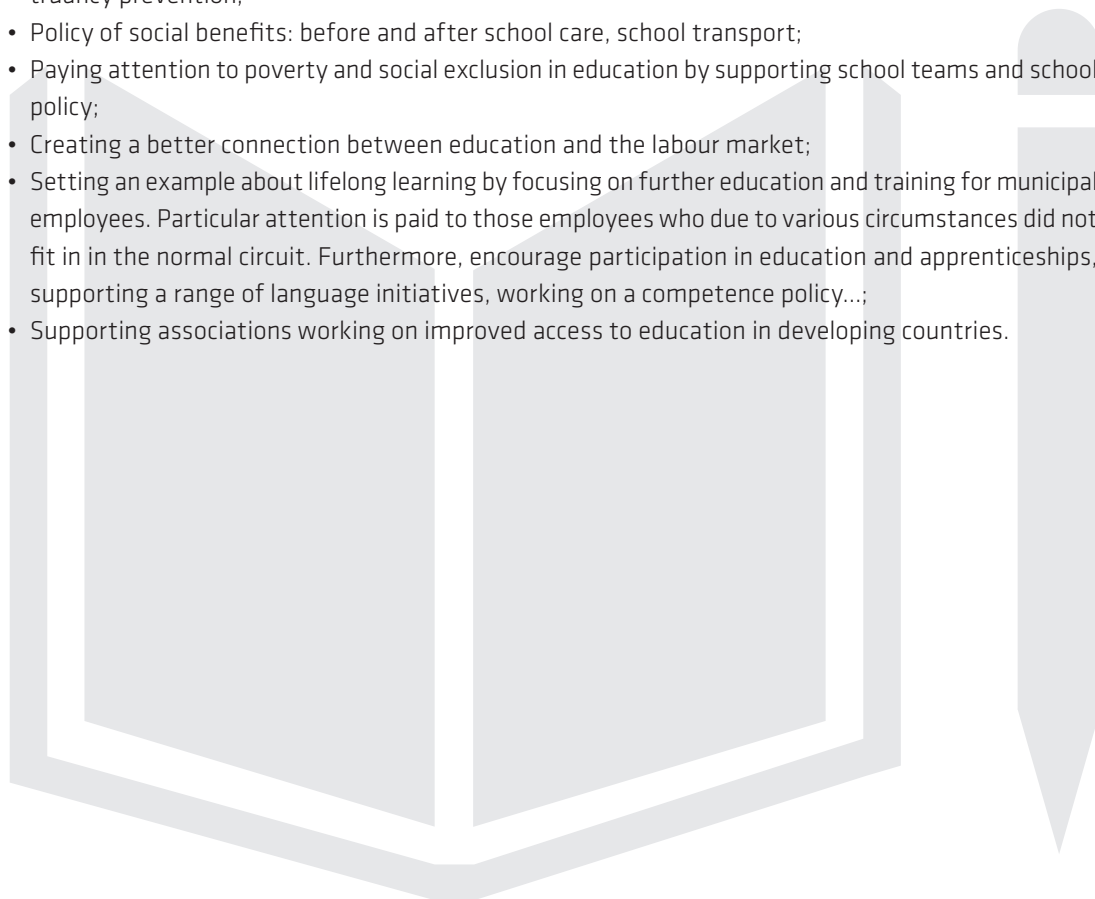 truancy prevention;
• Policy of social benefits: before and after school care, school transport;
• Paying attention to poverty and social exclusion in education by supporting school teams and school
policy;
• Creating a better connection between education and the labour market;
• Setting an example about lifelong learning by focusing on further education and training for municipal
employees. Particular attention is paid to those employees who due to various circumstances did not
fit in in the normal circuit. Furthermore, encourage participation in education and apprenticeships,
supporting a range of language initiatives, working on a competence policy...;
• Supporting associations working on improved access to education in developing countries.